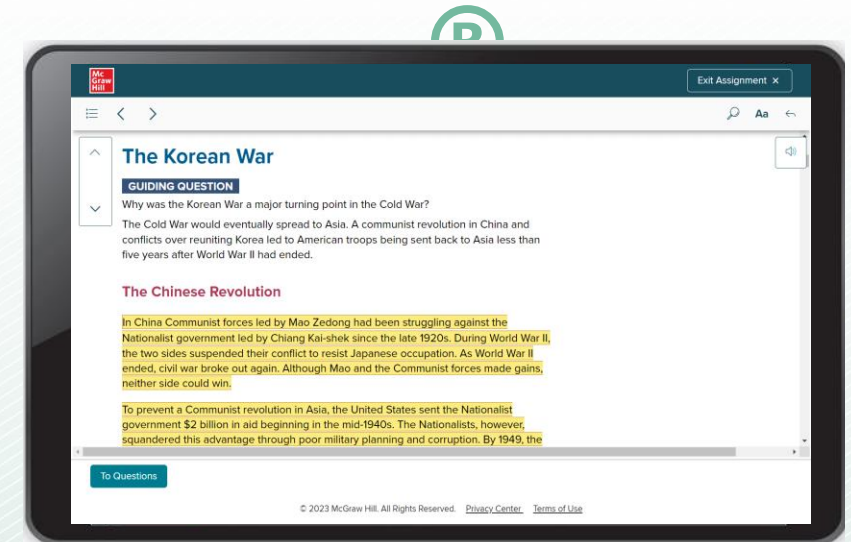 ®
Mc
Graw
Hill
Exit Assignment ×
Aa
The Korean War
GUIDING QUESTION
Why was the Korean War a major turning point in the Cold War?
The Cold War would eventually spread to Asia. A communist revolution in China and
conflicts over reuniting Korea led to American troops being sent back to Asia less than
five years after World War II had ended.
The Chinese Revolution
In China Communist forces led by Mao Zedong had been struggling against the
Nationalist government led by Chiang Kai-shek since the late 1920s. During World War II,
the two sides suspended their conflict to resist Japanese occupation. As World War II
ended, civil war broke out again. Although Mao and the Communist forces made gains,
neither side could win.
To prevent a Communist revolution in Asia, the United States sent the Nationalist
government $2 billion in aid beginning in the mid-1940s. The Nationalists, however,
squandered this advantage through poor military planning and corruption. By 1949, the
To Questions
© 2023 McGraw Hill. All Rights Reserved. Privacy Center Terms of Use